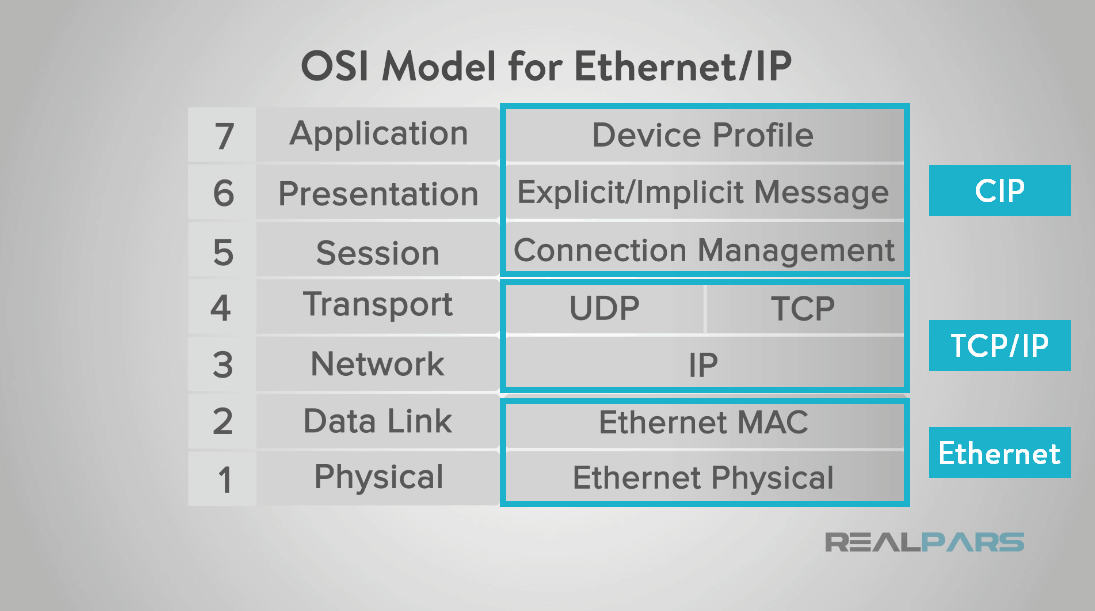 OSI Model for Ethernet/IP
7 Application Device Profile
6 Presentation Explicit/Implicit Message
CIP
5 Session Connection Management
4 Transport UDP TCP
TCP/IP
3 Network IP
2 Data Link Ethernet MAC
Ethernet
1 Physical Ethernet Physical
REALPARS